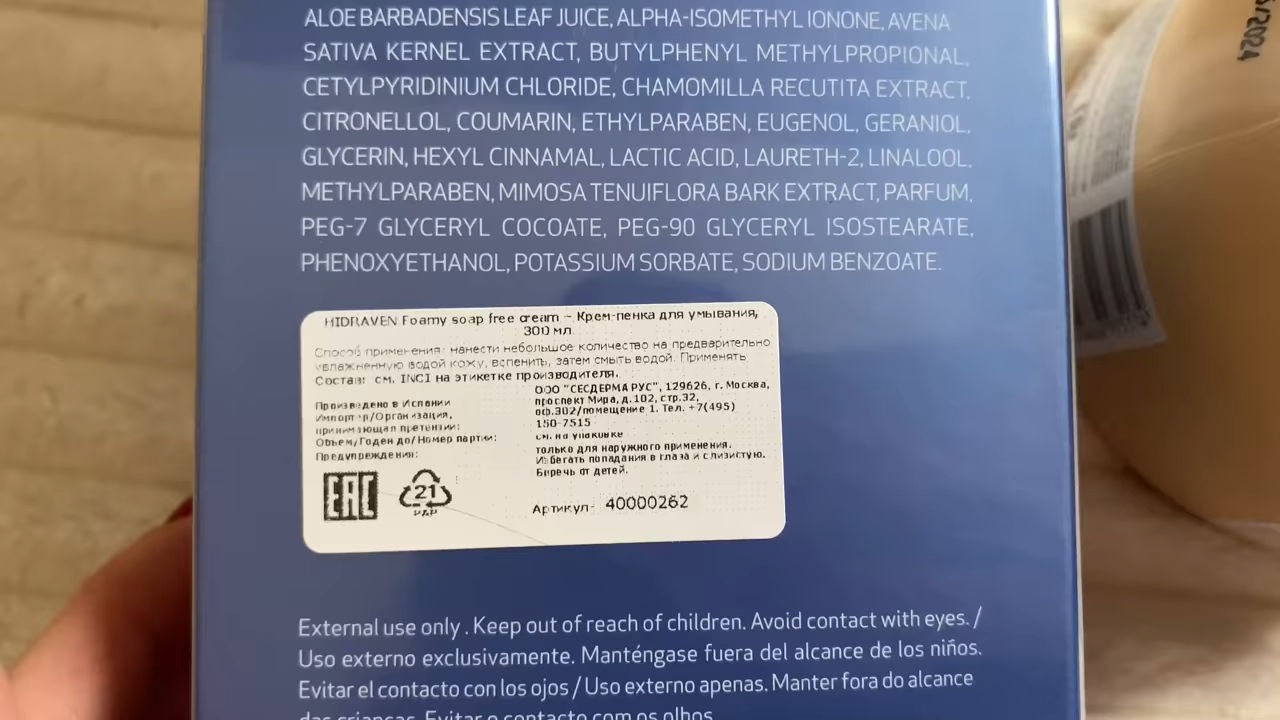 ALOE BARBADENSIS LEAF JUICE, ALPHA-ISOMETHYL IONONE, AVENA
SATIVA KERNEL EXTRACT, BUTYLPHENYL METHYLPROPIONAL,
CETYLPYRIDINIUM CHLORIDE, CHAMOMILLA RECUTITA EXTRACT,
CITRONELLOL, COUMARIN, ETHYLPARABEN, EUGENOL, GERANIOL,
GLYCERIN, HEXYL CINNAMAL, LACTIC ACID, LAURETH-2, LINALOOL,
METHYLPARABEN, MIMOSA TENUIFLORA BARK EXTRACT, PARFUM,
PEG-7 GLYCERYL COCOATE, PEG-90 GLYCERYL ISOSTEARATE,
PHENOXYETHANOL, POTASSIUM SORBATE, SODIUM BENZOATE.
HIDRAVEN Foamy soap free cream - Крем-пенка для умывания,
300 мл
Способ применения: нанести небольшое количество на предварительно
увлажненную водой кожу, вспенить, затем смыть водой. Применять
Состав: см. INCI на этикетке производителя.
Произведено в Испании
Импортер/Организация,
принимающая претензии:
Объем/Годен до/Номер партии:
Предупреждения:
ООО "СЕСДЕРМА РУС", 129626, г. Москва,
проспект Мира, д.102, стр.32,
оф.302/помещение 1. Тел. +7(495)
150-7515
см. на упаковке
только для наружного применения.
Избегать попадания в глаза и слизистую.
Беречь от детей.
EAC
21
Артикул- 40000262
External use only . Keep out of reach of children. Avoid contact with eyes. /
Uso externo exclusivamente. Manténgase fuera del alcance de los niños.
Evitar el contacto con los ojos / Uso externo apenas. Manter fora do alcance
das crianças. Evitar o contacto com os olhos
/2024